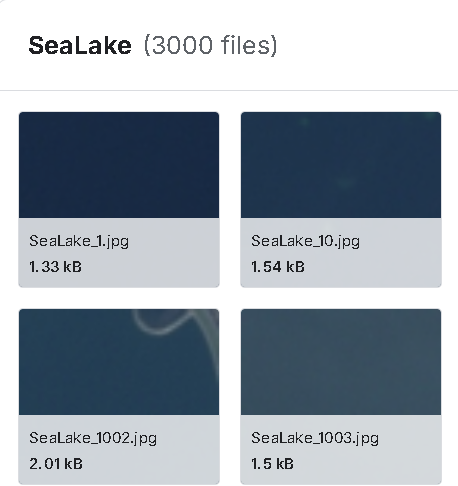 SeaLake (3000 files)
SeaLake_1.jpg
1.33 kB
SeaLake_10.jpg
1.54 kB
SeaLake_1002.jpg
2.01 kB
SeaLake_1003.jpg
1.5 kB